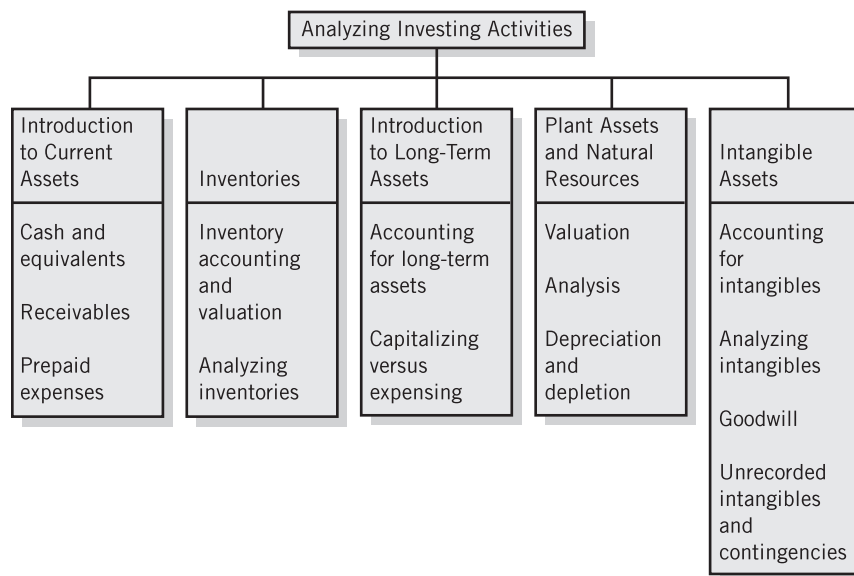 Analyzing Investing Activities
Introduction
to Current
Assets
Cash and
equivalents
Receivables
Prepaid
expenses
Inventories
Inventory
accounting
and
valuation
Analyzing
inventories
Introduction
to Long-Term
Assets
Accounting
for long-term
assets
Capitalizing
versus
expensing
Plant Assets
and Natural
Resources
Valuation
Analysis
Depreciation
and
depletion
Intangible
Assets
Accounting
for
intangibles
Analyzing
intangibles
Goodwill
Unrecorded
intangibles
and
contingencies